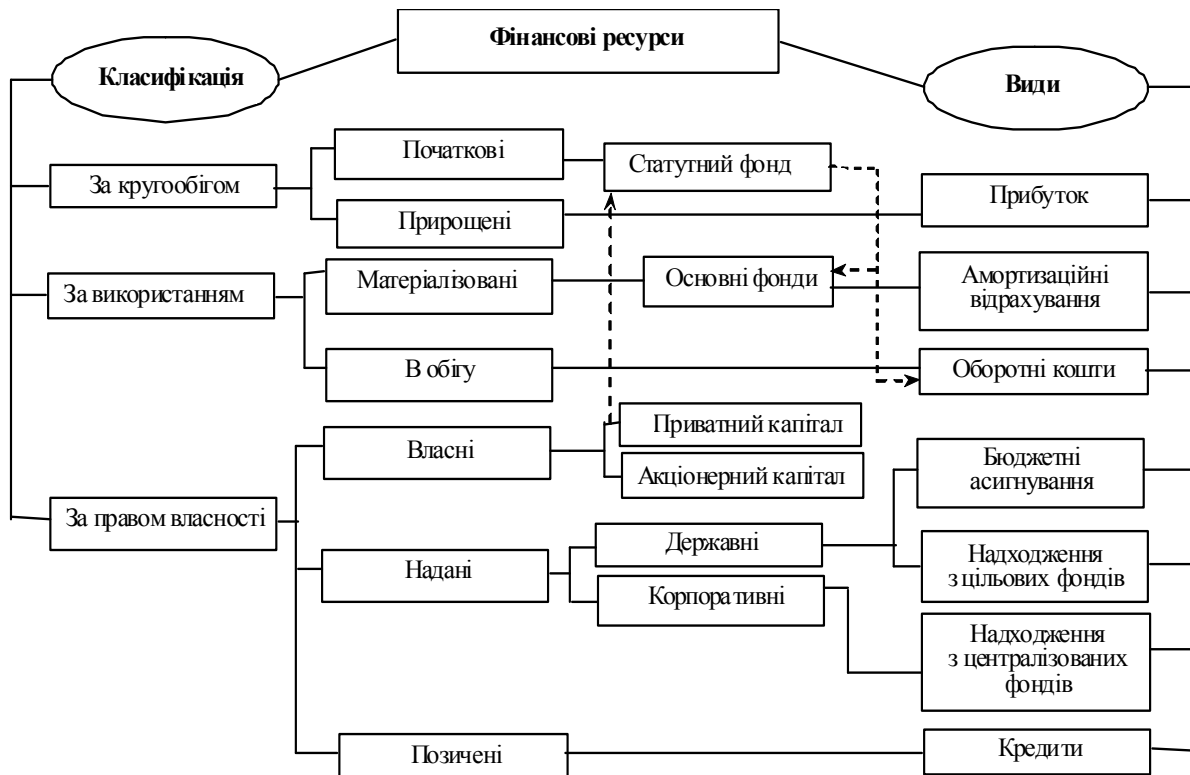 Фінансові ресурси
Класифікація
Види
За кругообігом
Початкові
Статутний фонд
Прирощені
Прибуток
За використанням
Матеріалізовані
Основні фонди
Амортизаційні
відрахування
В обігу
Оборотні кошти
За правом власності
Власні
Приватний капітал
Акціонерний капітал
Бюджетні
асигнування
Надані
Державні
Надходження
з цільових фондів
Корпоративні
Надходження
з централізованих
фондів
Позичені
Кредити